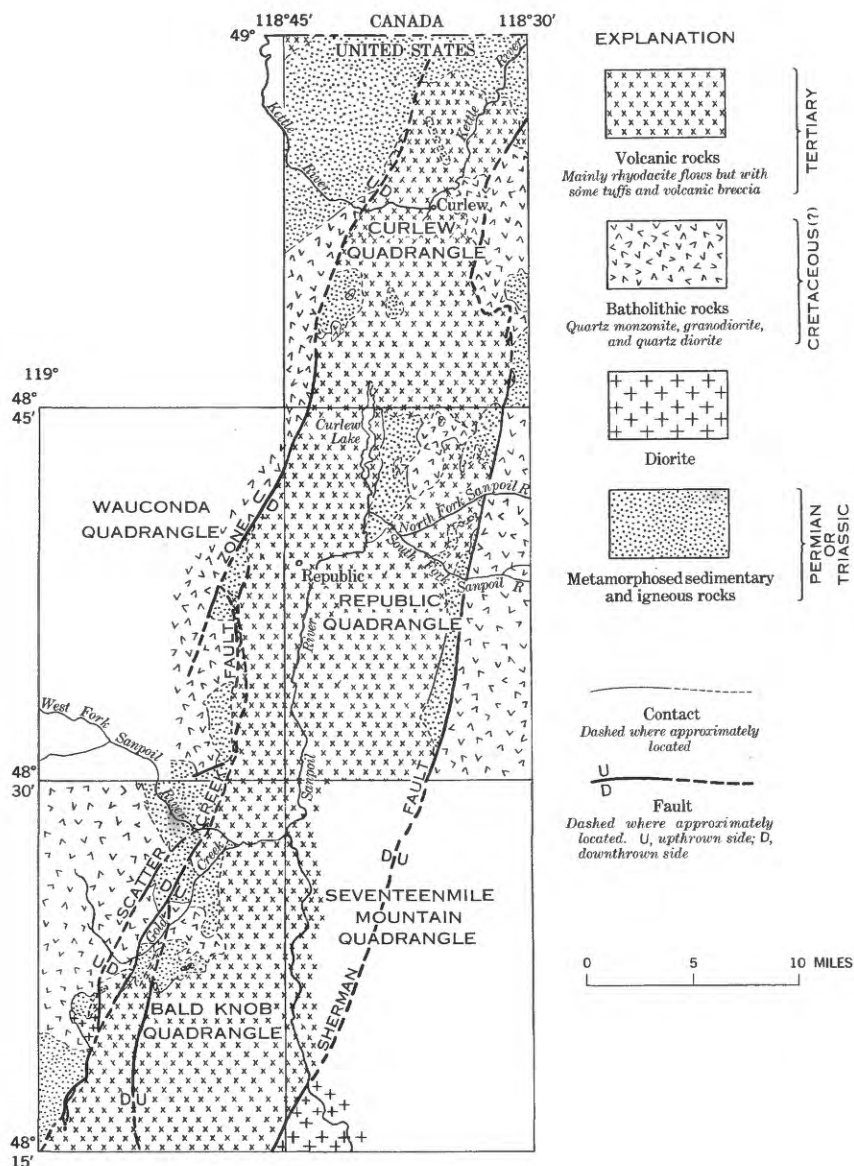 118°45′ CANADA 118°30′
49°
UNITED STATES
River
Kettle
Kettle
River
U
D
Curlew
CURLEW
QUADRANGLE
119°
48°
45′
Curlew
Lake
WAUCONDA
QUADRANGLE
ZONE
U
D
North Fork Sanpoil R
South Fork Sanpoil R
Republic
REPUBLIC
QUADRANGLE
FAULT
River
West Fork Sanpoil
River
Sanpoil
48°
30′
CREEK
SCATTER
Gold Creek
D
U
U
D
FAULT
D U
SEVENTEENMILE
MOUNTAIN
QUADRANGLE
BALD KNOB
QUADRANGLE
SHERMAN
D U
48°
15′
EXPLANATION
Volcanic rocks
Mainly rhyodacite flows but with
some tuffs and volcanic breccia
TERTIARY
Batholithic rocks
Quartz monzonite, granodiorite,
and quartz diorite
CRETACEOUS(?)
Diorite
Metamorphosed sedimentary
and igneous rocks
PERMIAN
OR
TRIASSIC
Contact
Dashed where approximately
located
U
D
Fault
Dashed where approximately
located. U, upthrown side; D,
downthrown side
0 5 10 MILES